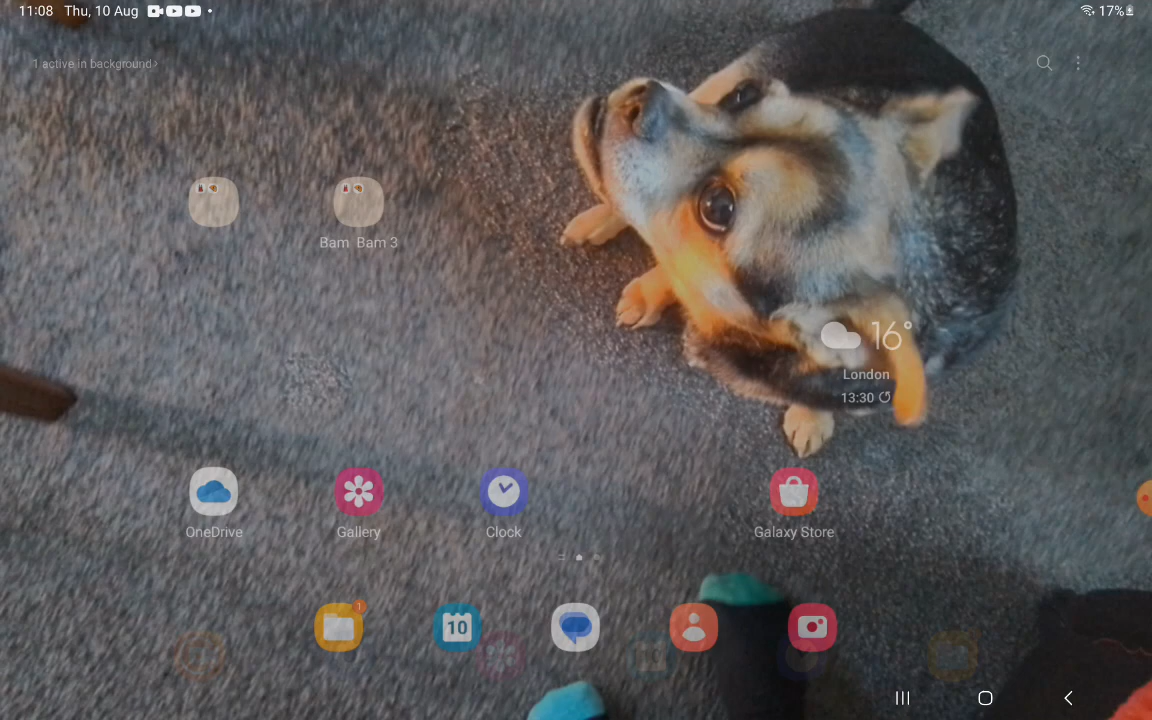 11:08 Thu, 10 Aug
17%
1 active in background
Bam Bam 3
16°
London
13:30
OneDrive
Gallery
Clock
Galaxy Store
1
10